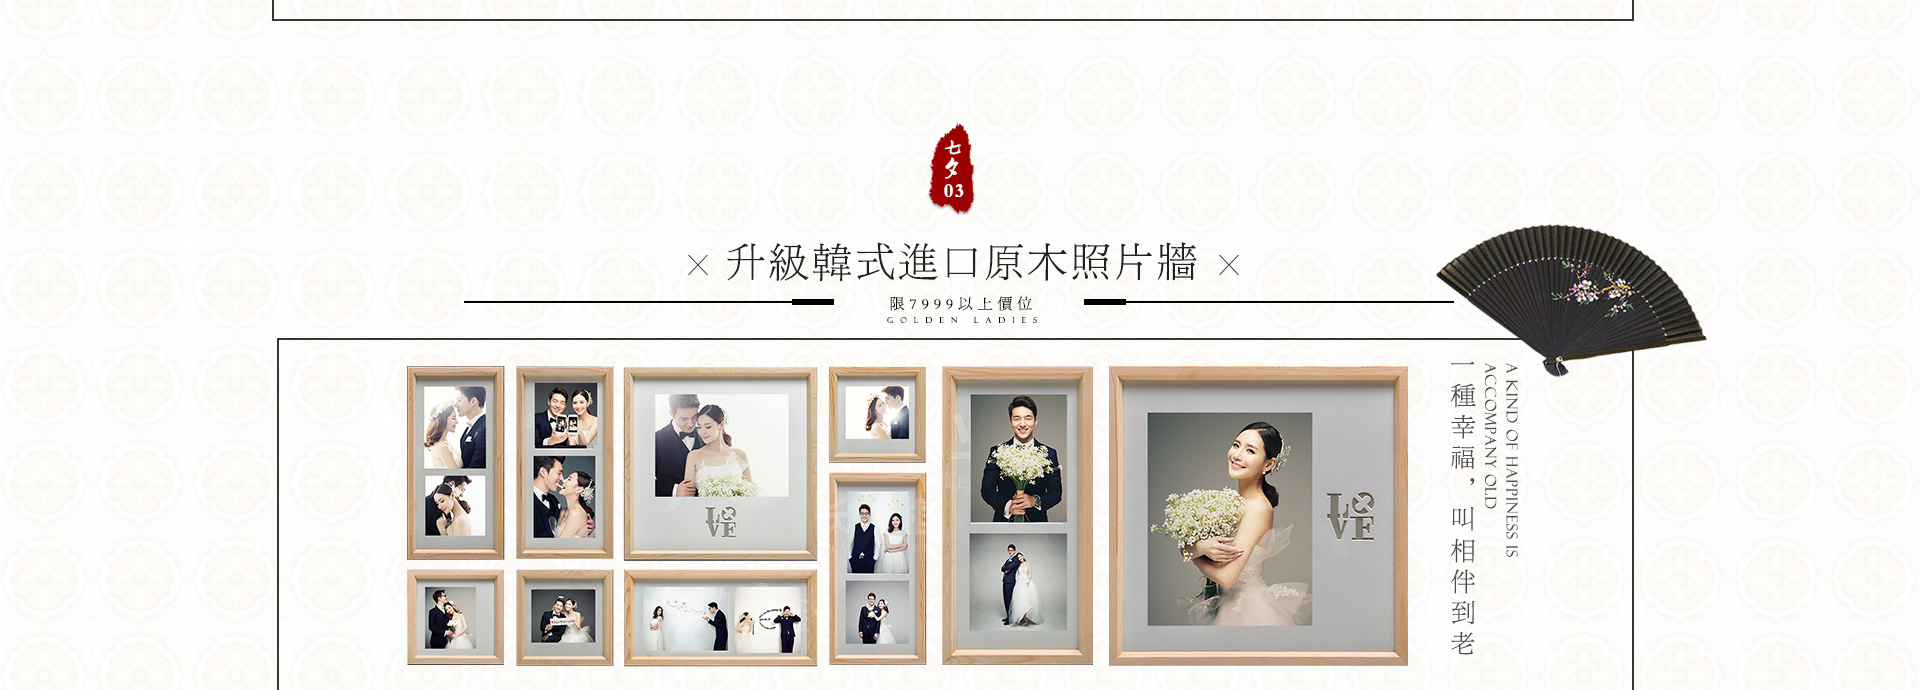 七夕
03
升級韓式進口原木照片牆
限7999以上價位
GOLDEN LADIES
A KIND OF HAPPINESS IS
ACCOMPANY OLD
一種幸福，叫相伴到老
LOVE
LOVE